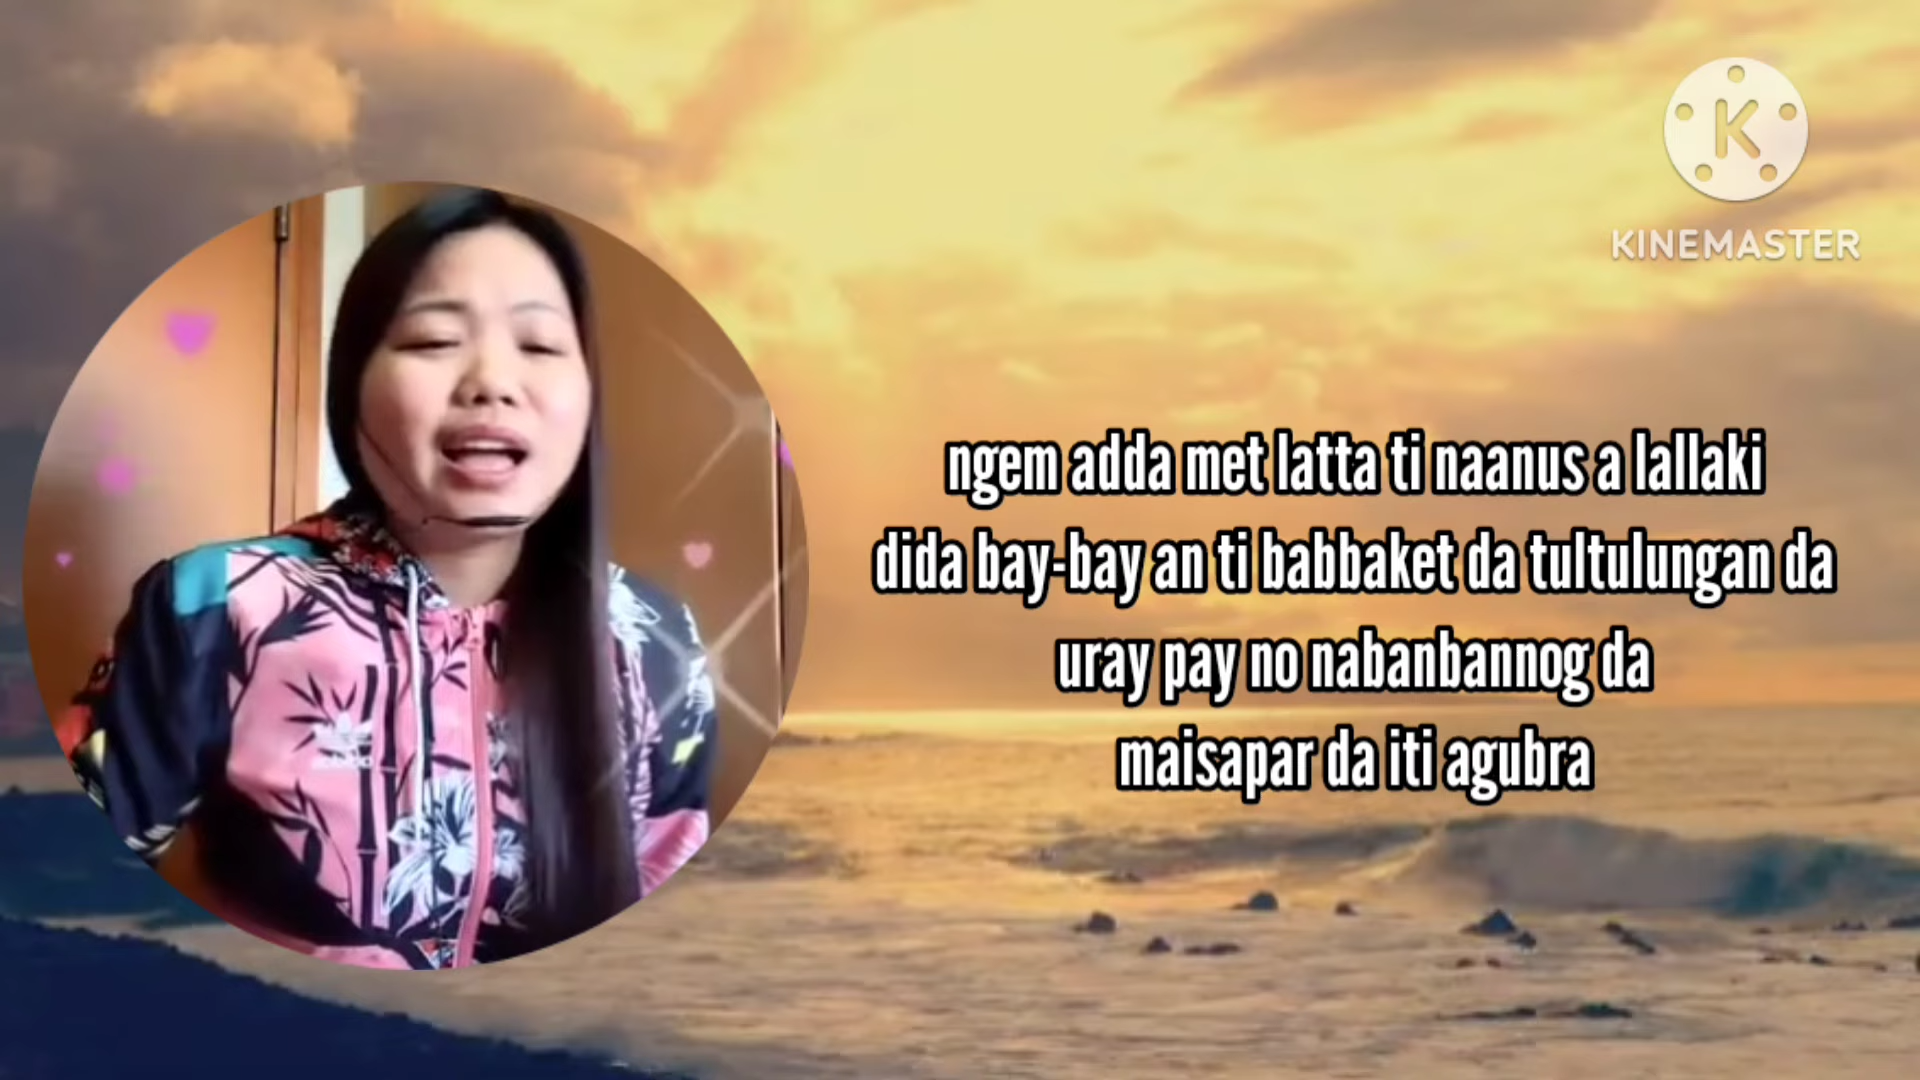 K
KINEMASTER
ngem adda met latta ti naanus a lallaki
dida bay-bay an ti babbaket da tultulungan da
uray pay no nabanbannog da
maisapar da iti agubra